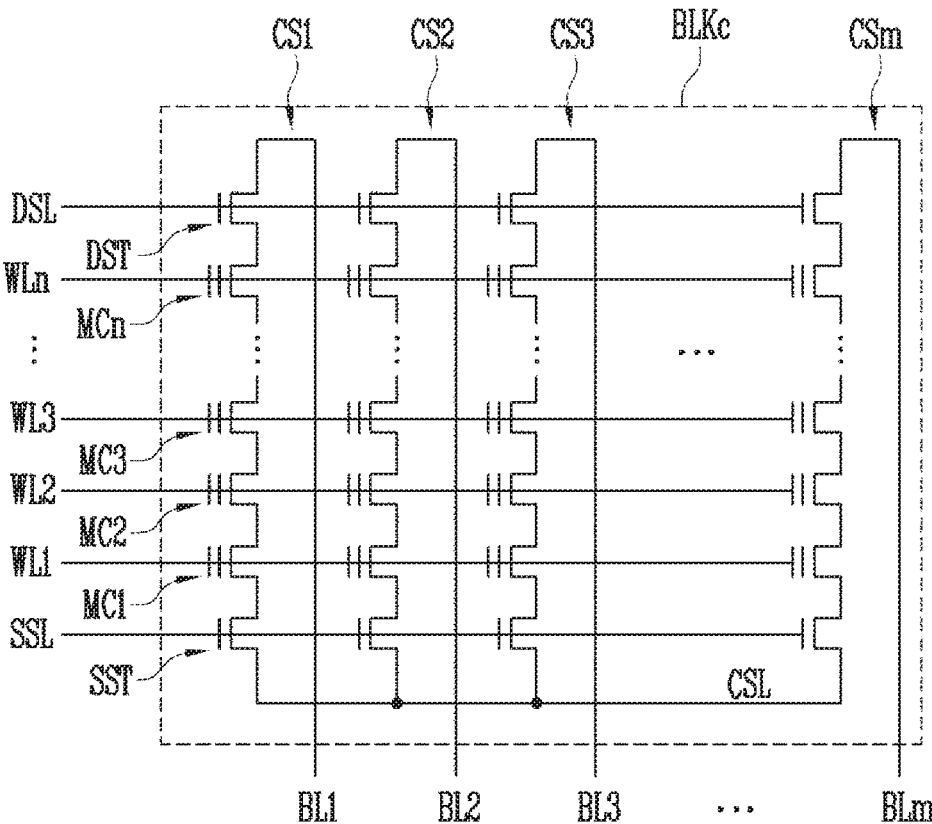 CS1 CS2 CS3 BLKc CSm
DSL
DST
WLn
MCn
⋮ ⋮ ⋮ ⋮ ... ⋮
WL3
MC3
WL2
MC2
WL1
MC1
SSL
SST
CSL
BL1 BL2 BL3 ... BLm